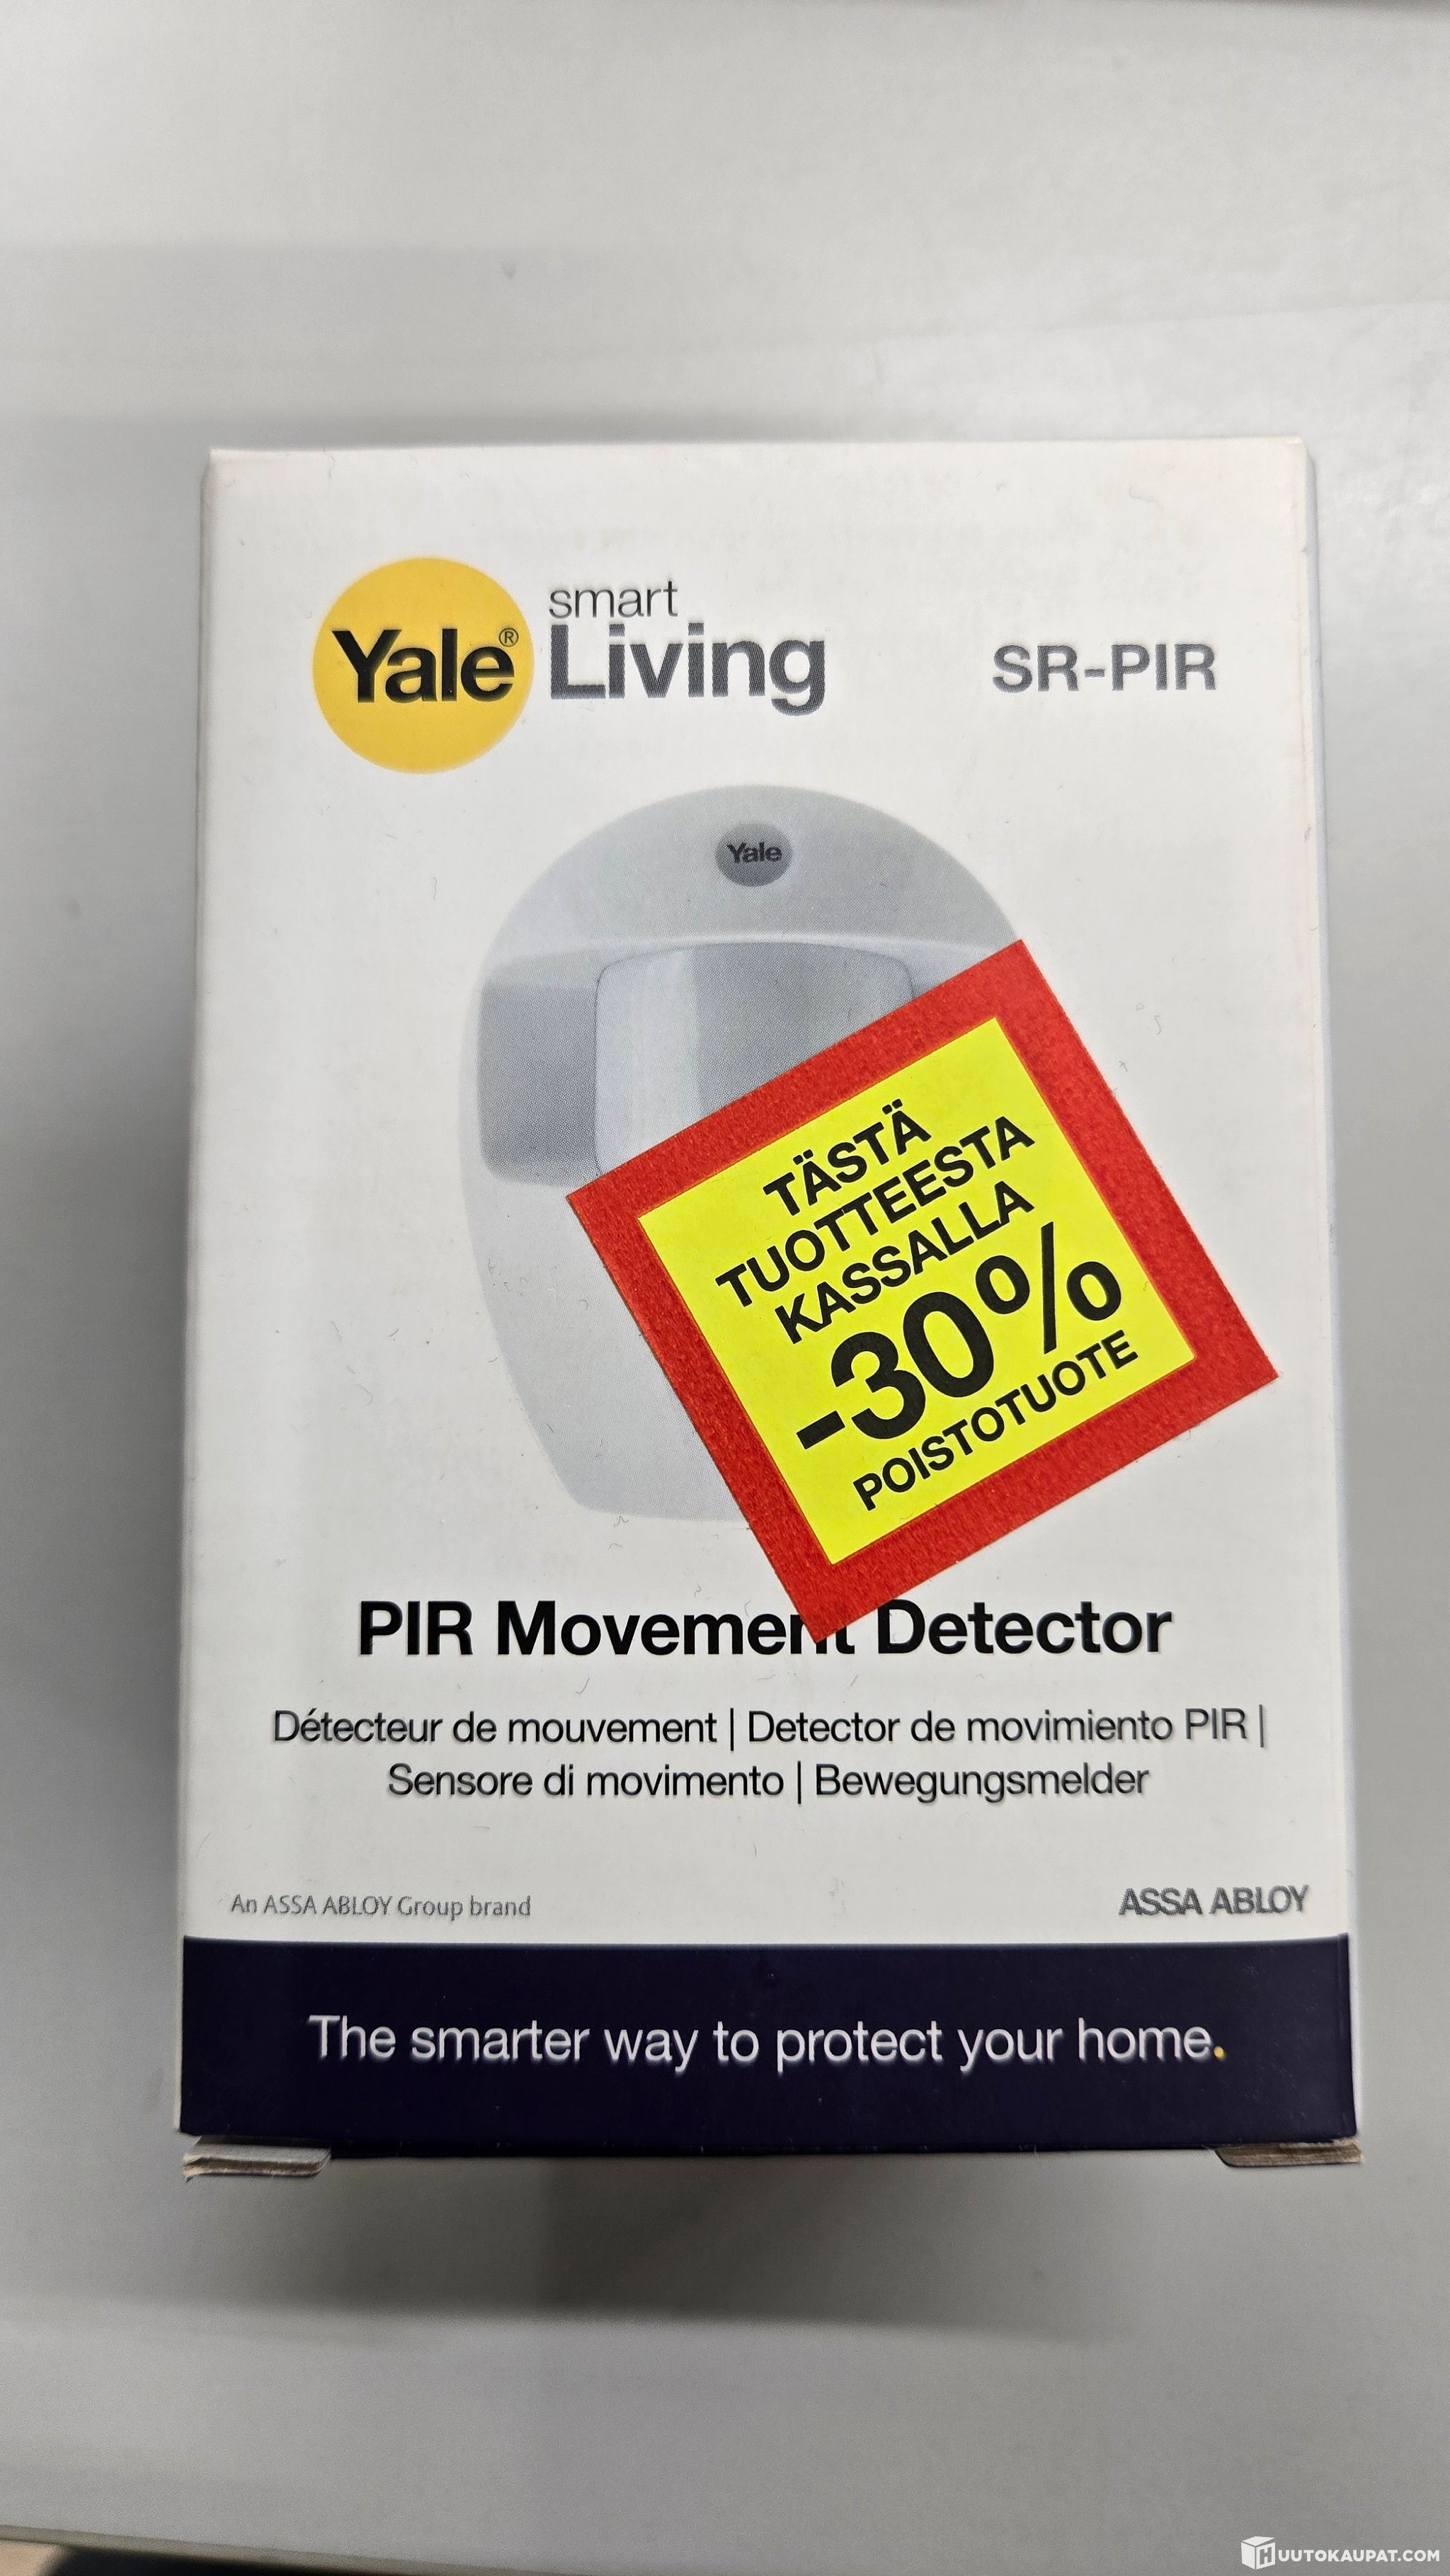 Yale®
smart
Living
SR-PIR
Yale
TÄSTÄ
TUOTTEESTA
KASSALLA
-30%
POISTOTUOTE
PIR Movement Detector
Détecteur de mouvement | Detector de movimiento PIR |
Sensore di movimento | Bewegungsmelder
An ASSA ABLOY Group brand
ASSA ABLOY
The smarter way to protect your home.
HUUTOKAUPAT.COM